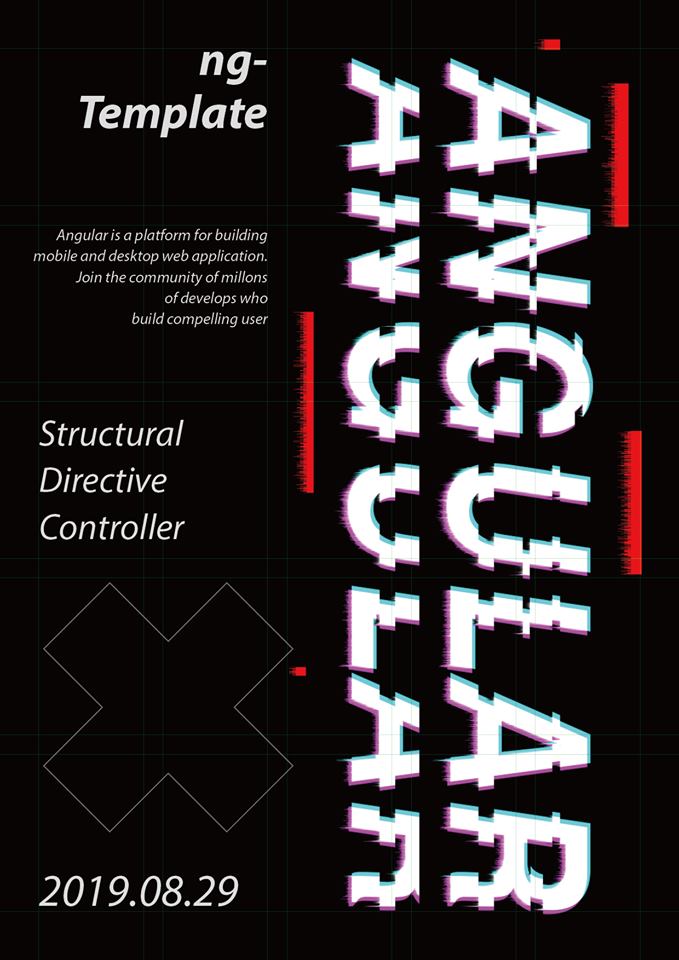 ng-
Template
Angular is a platform for building
mobile and desktop web application.
Join the community of millons
of develops who
build compelling user
Structural
Directive
Controller
2019.08.29
ANGULAR
ANGULAR